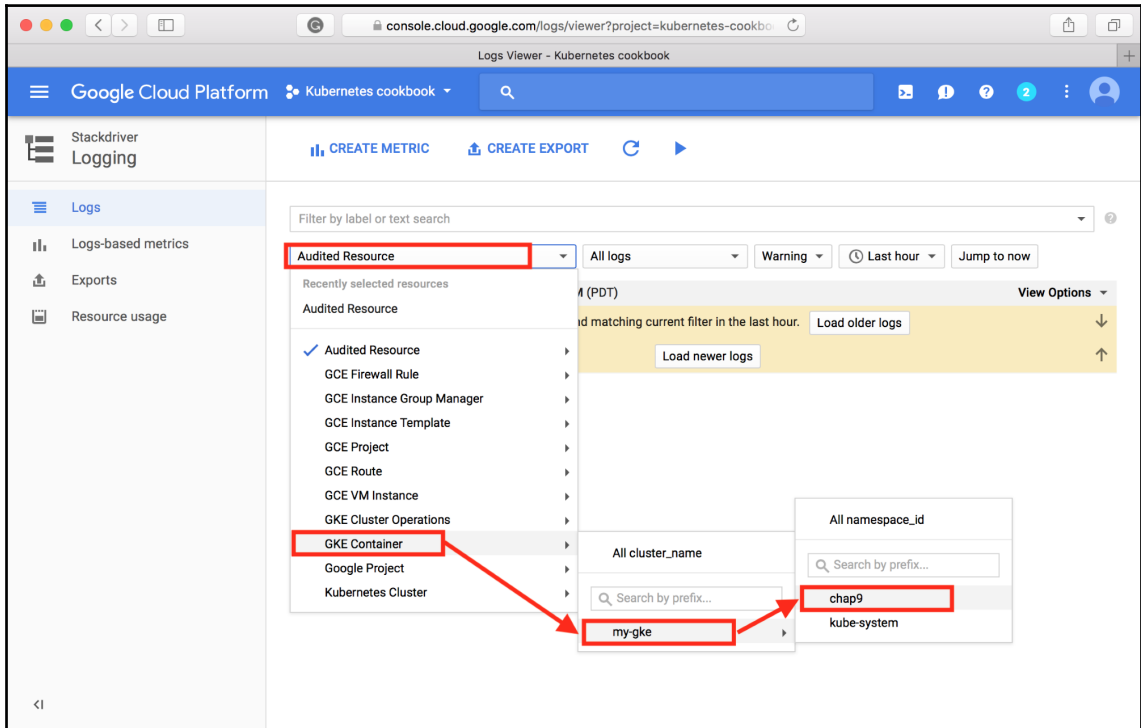 console.cloud.google.com/logs/viewer?project=kubernetes-cookbo
Logs Viewer - Kubernetes cookbook
Google Cloud Platform Kubernetes cookbook 2
Stackdriver
Logging
CREATE METRIC CREATE EXPORT
Logs
Logs-based metrics
Exports
Resource usage
Filter by label or text search
Audited Resource All logs Warning Last hour Jump to now
Recently selected resources
(PDT) View Options
Audited Resource
matching current filter in the last hour. Load older logs
Load newer logs
Audited Resource
GCE Firewall Rule
GCE Instance Group Manager
GCE Instance Template
GCE Project
GCE Route
GCE VM Instance
GKE Cluster Operations
GKE Container
Google Project
Kubernetes Cluster
All cluster_name
Search by prefix...
my-gke
All namespace_id
Search by prefix...
chap9
kube-system